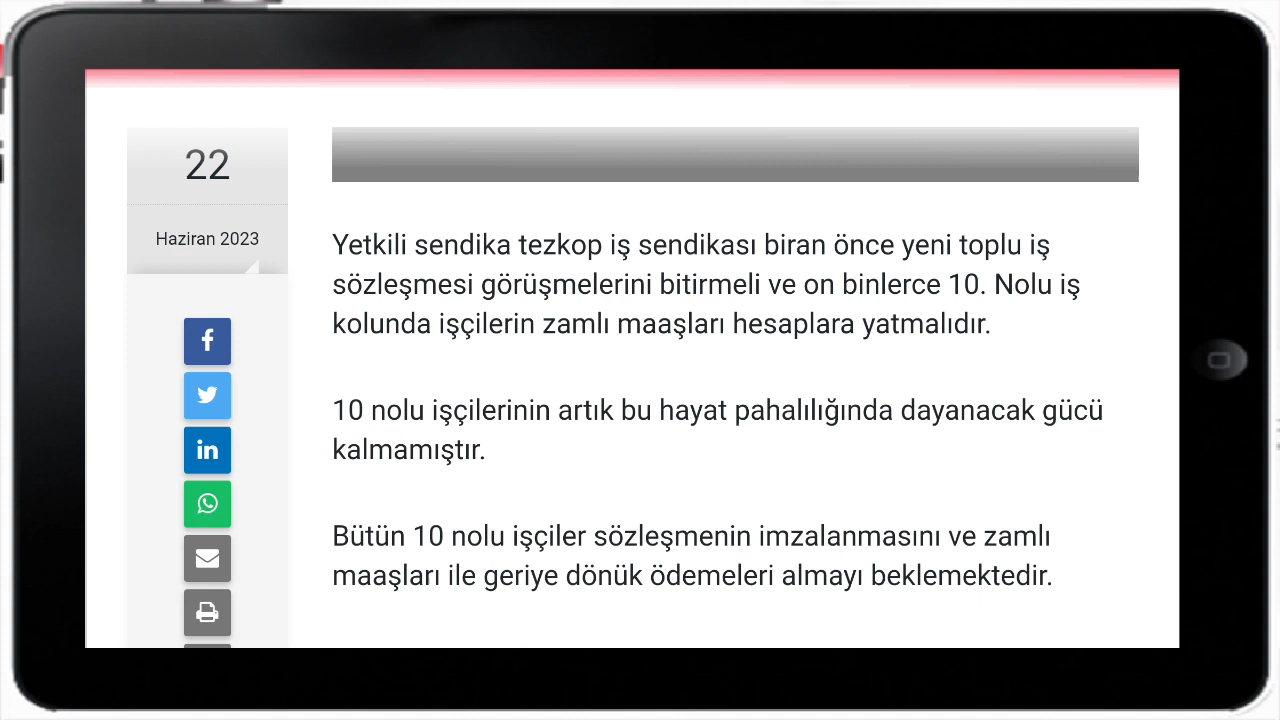 22
Haziran 2023
Yetkili sendika tezkop iş sendikası biran önce yeni toplu iş
sözleşmesi görüşmelerini bitirmeli ve on binlerce 10. Nolu iş
kolunda işçilerin zamlı maaşları hesaplara yatmalıdır.
10 nolu işçilerinin artık bu hayat pahalılığında dayanacak gücü
kalmamıştır.
Bütün 10 nolu işçiler sözleşmenin imzalanmasını ve zamlı
maaşları ile geriye dönük ödemeleri almayı beklemektedir.